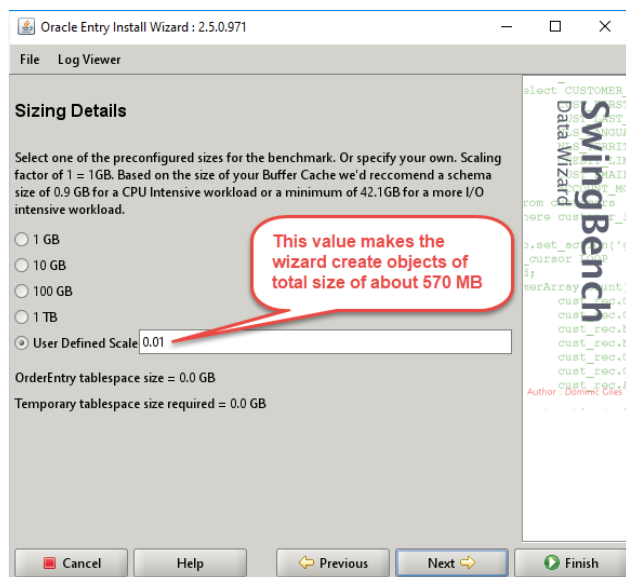 Oracle Entry Install Wizard : 2.5.0.971
File Log Viewer
Sizing Details
Select one of the preconfigured sizes for the benchmark. Or specify your own. Scaling
factor of 1 = 1GB. Based on the size of your Buffer Cache we'd reccomend a schema
size of 0.9 GB for a CPU Intensive workload or a minimum of 42.1GB for a more I/O
intensive workload.
1 GB
10 GB
100 GB
1 TB
User Defined Scale 0.01
This value makes the
wizard create objects of
total size of about 570 MB
OrderEntry tablespace size = 0.0 GB
Temporary tablespace size required = 0.0 GB
SwingBench
Data Wizard
Author : Dominic Giles
Cancel Help Previous Next Finish